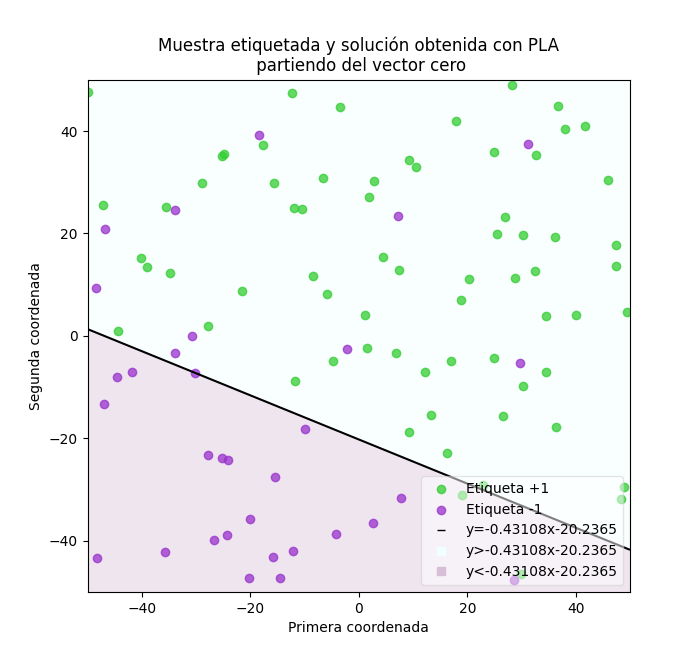 Muestra etiquetada y solución obtenida con PLA
partiendo del vector cero
Segunda coordenada
40
20
0
−20
−40
Etiqueta +1
Etiqueta -1
y=-0.43108x-20.2365
y>-0.43108x-20.2365
y<-0.43108x-20.2365
−40
−20
0
20
40
Primera coordenada